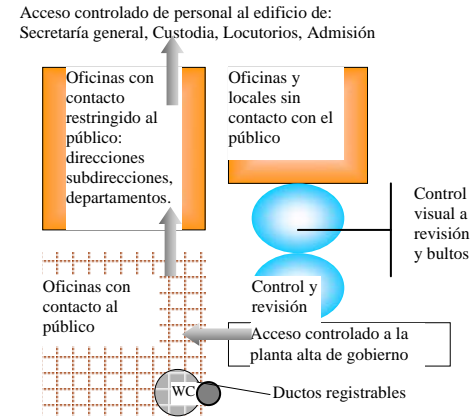 Acceso controlado de personal al edificio de:
Secretaría general, Custodia, Locutorios, Admisión
Oficinas con
contacto
restringido al
público:
direcciones
subdirecciones,
departamentos.
Oficinas y
locales sin
contacto con el
público
Control
visual a
revisión
y bultos
Oficinas con
contacto al
público
Control y
revisión
Acceso controlado a la
planta alta de gobierno
WC
Ductos registrables